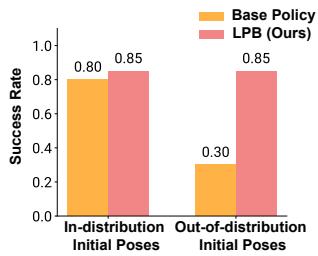 Base Policy
LPB (Ours)
Success Rate
1.0
0.8
0.6
0.4
0.2
0.0
0.80
0.85
0.30
0.85
In-distribution
Initial Poses
Out-of-distribution
Initial Poses